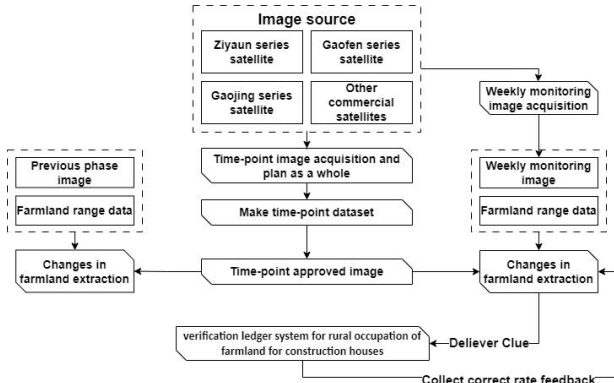 Image source
Ziyaun series
satellite
Gaofen series
satellite
Gaojing series
satellite
Other
commercial
satellites
Weekly monitoring
image acquisition
Time-point image acquisition and
plan as a whole
Previous phase
image
Farmland range data
Weekly monitoring
image
Farmland range data
Make time-point dataset
Changes in
farmland extraction
Time-point approved image
Changes in
farmland extraction
verification ledger system for rural occupation of
farmland for construction houses
Deliever Clue
Collect correct rate feedback